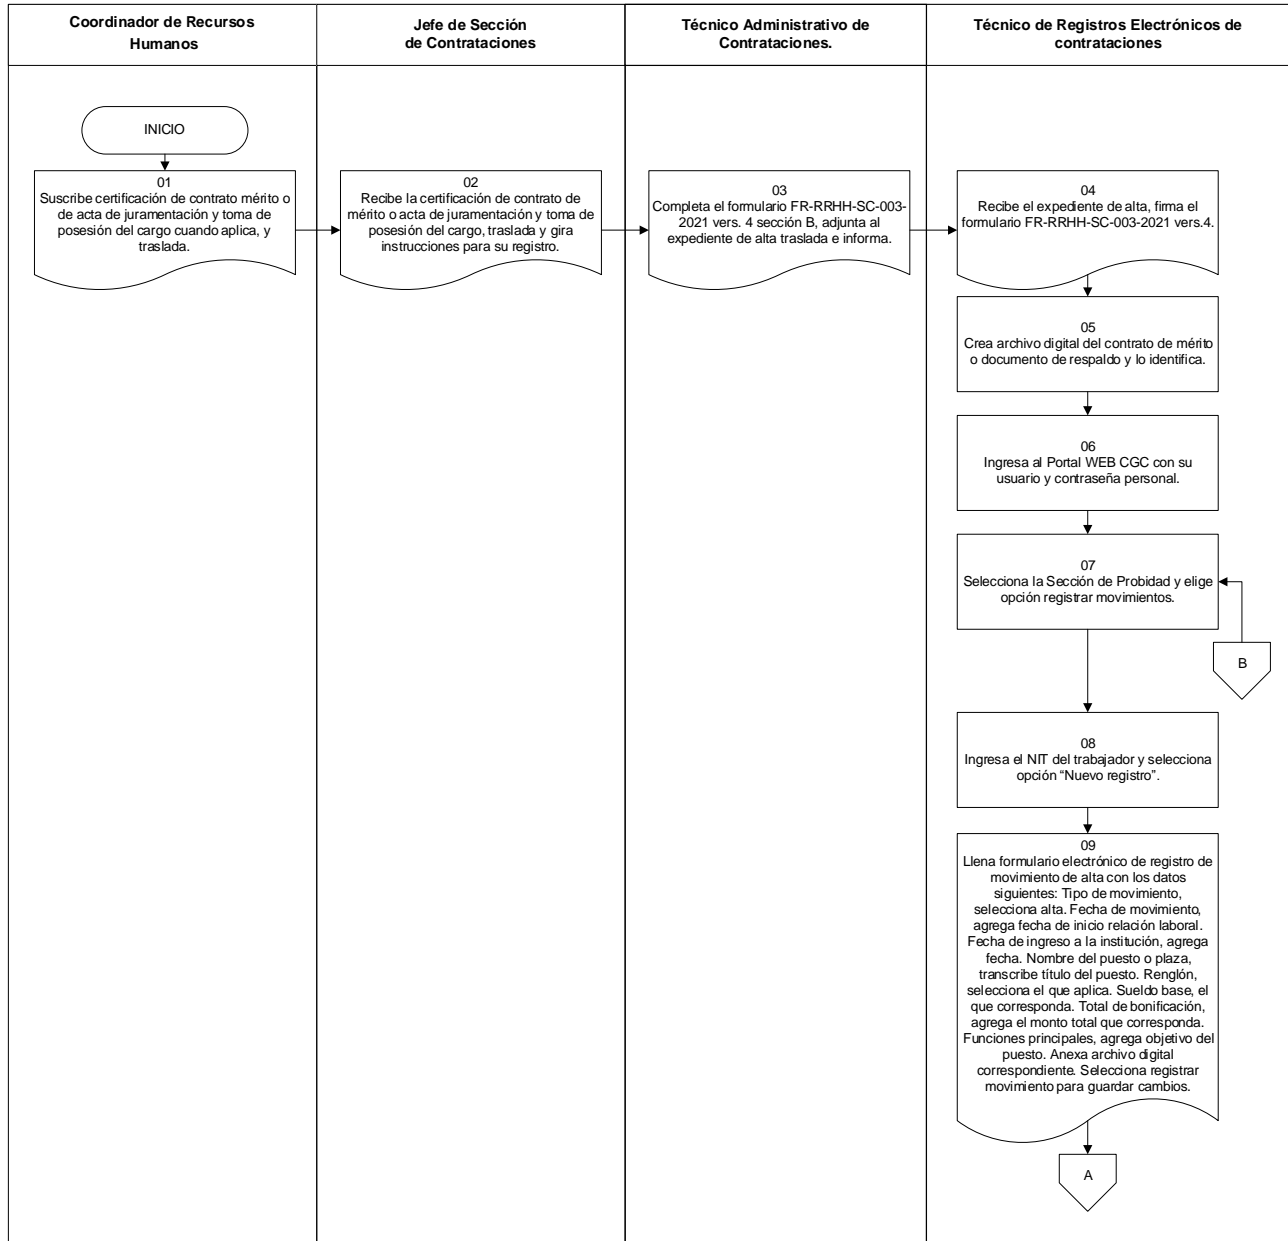 Coordinador de Recursos
Humanos
Jefe de Sección
de Contrataciones
Técnico Administrativo de
Contrataciones.
Técnico de Registros Electrónicos de
contrataciones
INICIO
01
Suscribe certificación de contrato mérito o
de acta de juramentación y toma de
posesión del cargo cuando aplica, y
traslada.
02
Recibe la certificación de contrato de
mérito o acta de juramentación y toma de
posesión del cargo, traslada y gira
instrucciones para su registro.
03
Completa el formulario FR-RRHH-SC-003-
2021 vers. 4 sección B, adjunta al
expediente de alta traslada e informa.
04
Recibe el expediente de alta, firma el
formulario FR-RRHH-SC-003-2021 vers.4.
05
Crea archivo digital del contrato de mérito
o documento de respaldo y lo identifica.
06
Ingresa al Portal WEB CGC con su
usuario y contraseña personal.
07
Selecciona la Sección de Probidad y elige
opción registrar movimientos.
B
08
Ingresa el NIT del trabajador y selecciona
opción “Nuevo registro”.
09
Llena formulario electrónico de registro de
movimiento de alta con los datos
siguientes: Tipo de movimiento,
selecciona alta. Fecha de movimiento,
agrega fecha de inicio relación laboral.
Fecha de ingreso a la institución, agrega
fecha. Nombre del puesto o plaza,
transcribe título del puesto. Renglón,
selecciona el que aplica. Sueldo base, el
que corresponda. Total de bonificación,
agrega el monto total que corresponda.
Funciones principales, agrega objetivo del
puesto. Anexa archivo digital
correspondiente. Selecciona registrar
movimiento para guardar cambios.
A